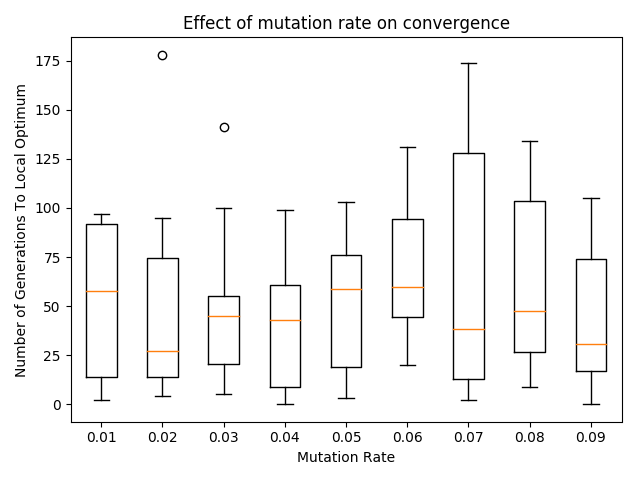 Effect of mutation rate on convergence
Number of Generations To Local Optimum
175
150
125
100
75
50
25
0
0.01 0.02 0.03 0.04 0.05 0.06 0.07 0.08 0.09
Mutation Rate